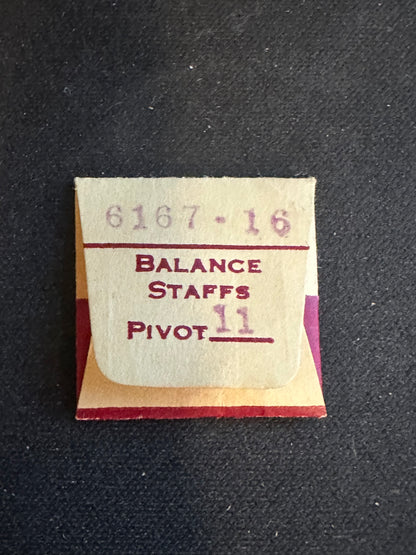 6167-16
BALANCE
STAFFS
PIVOT 11